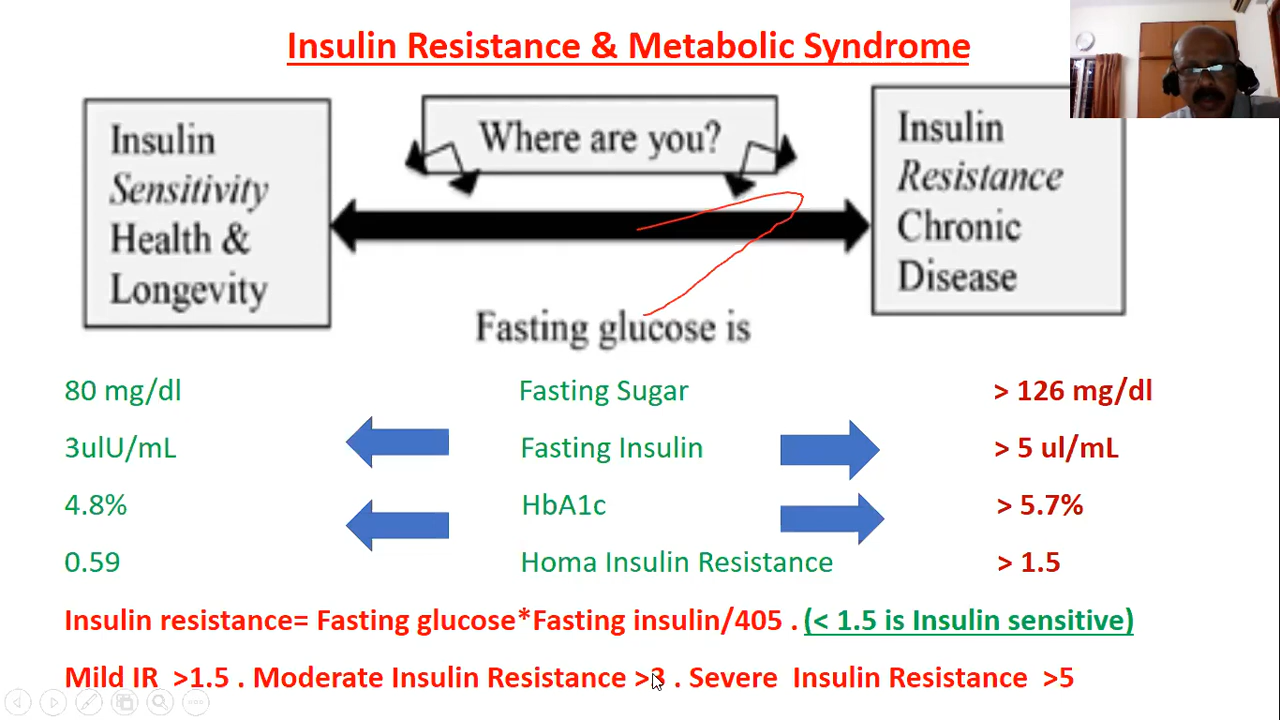 Insulin Resistance & Metabolic Syndrome
Insulin
Sensitivity
Health &
Longevity
Where are you?
Insulin
Resistance
Chronic
Disease
Fasting glucose is
80 mg/dl Fasting Sugar > 126 mg/dl
3ulU/mL Fasting Insulin > 5 ul/mL
4.8% HbA1c > 5.7%
0.59 Homa Insulin Resistance > 1.5
Insulin resistance= Fasting glucose*Fasting insulin/405 . (< 1.5 is Insulin sensitive)
Mild IR >1.5 . Moderate Insulin Resistance >3 . Severe Insulin Resistance >5